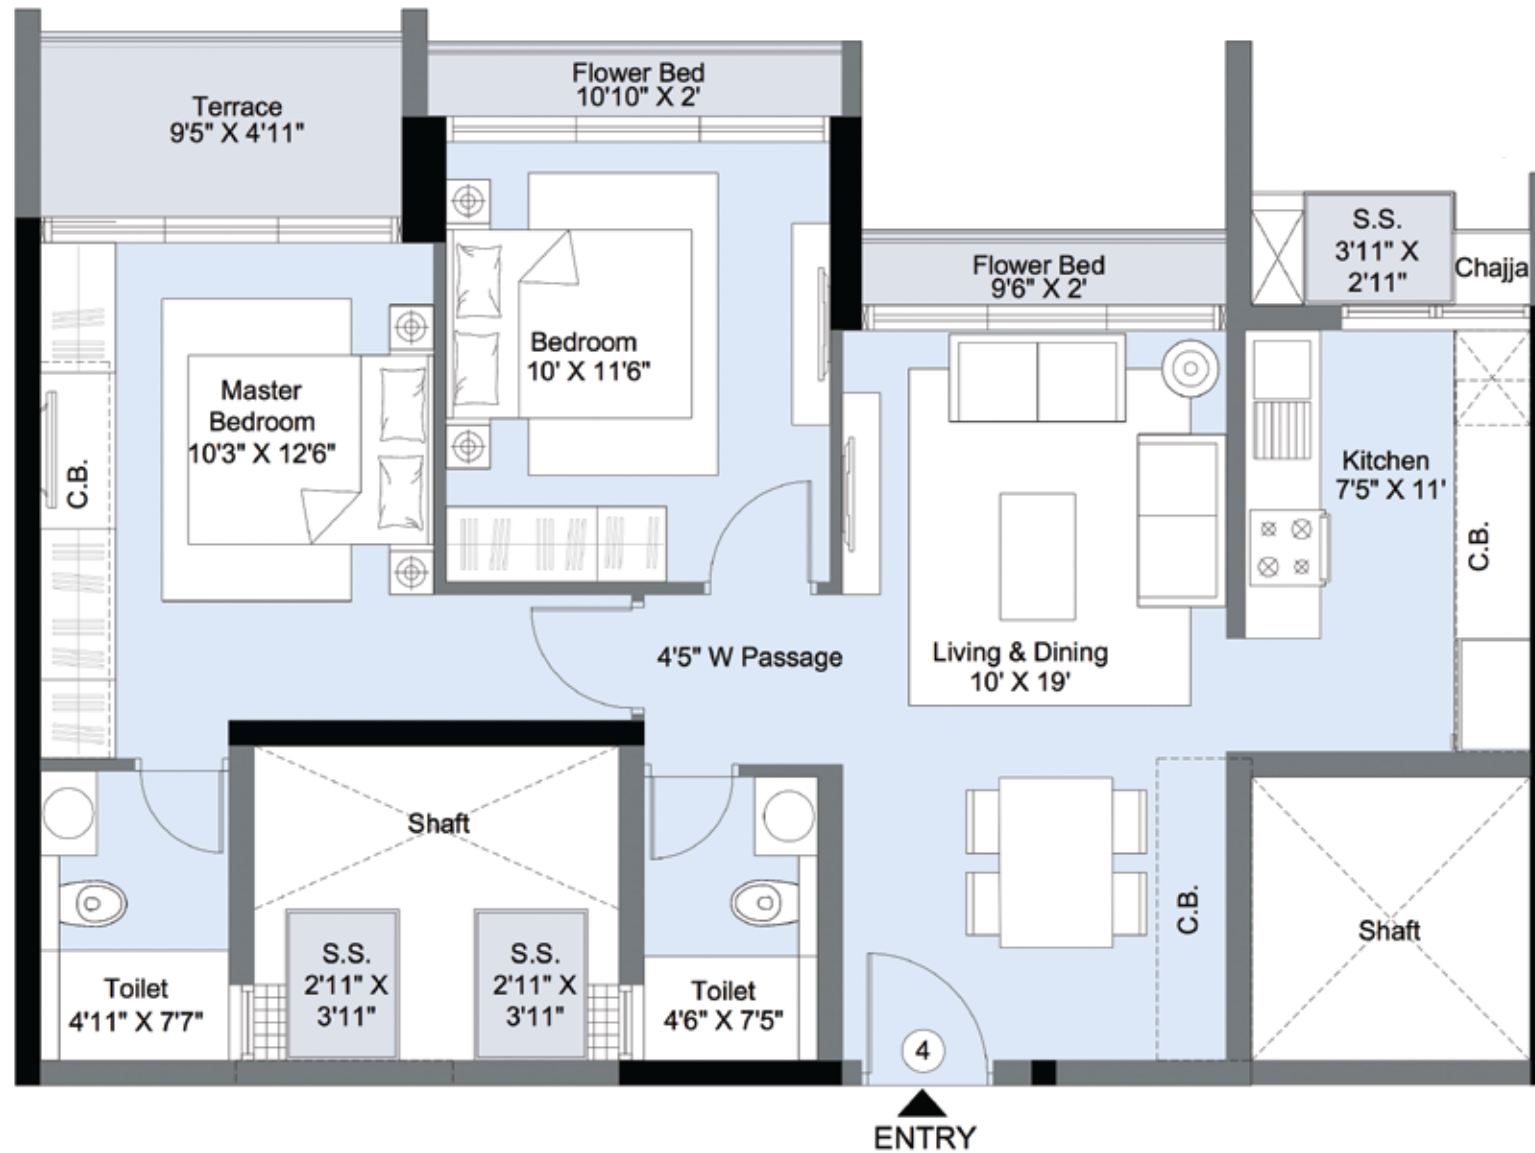 Terrace
9'5" X 4'11"
Flower Bed
10'10" X 2'
S.S.
3'11" X
2'11"
Chajja
Flower Bed
9'6" X 2'
Bedroom
10' X 11'6"
Master
Bedroom
10'3" X 12'6"
C.B.
Kitchen
7'5" X 11'
C.B.
4'5" W Passage
Living & Dining
10' X 19'
Shaft
C.B.
Shaft
Toilet
4'11" X 7'7"
S.S.
2'11" X
3'11"
S.S.
2'11" X
3'11"
Toilet
4'6" X 7'5"
4
ENTRY